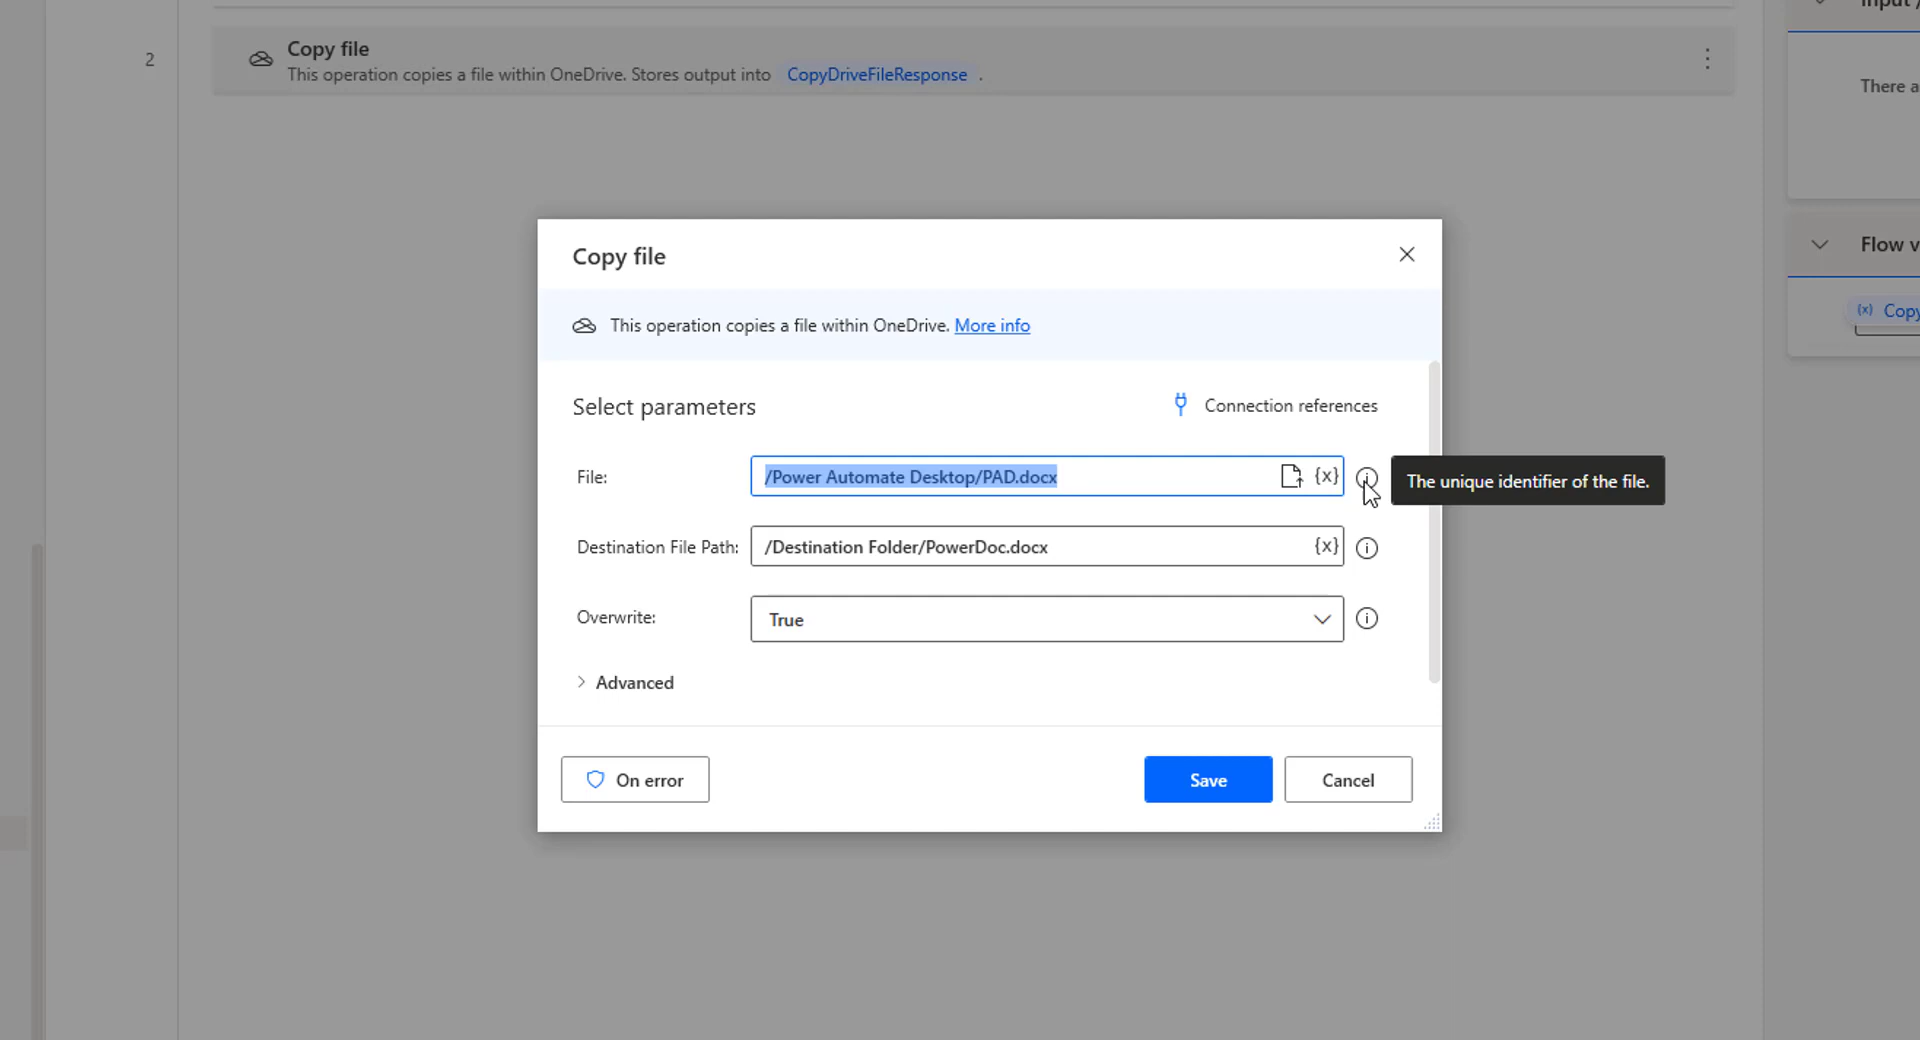 Input /
2
Copy file
This operation copies a file within OneDrive. Stores output into CopyDriveFileResponse .
There a
Copy file
Flow v
This operation copies a file within OneDrive. More info
Copy
Select parameters
Connection references
File:
/Power Automate Desktop/PAD.docx
{x}
The unique identifier of the file.
Destination File Path:
/Destination Folder/PowerDoc.docx
{x}
Overwrite:
True
Advanced
On error
Save
Cancel